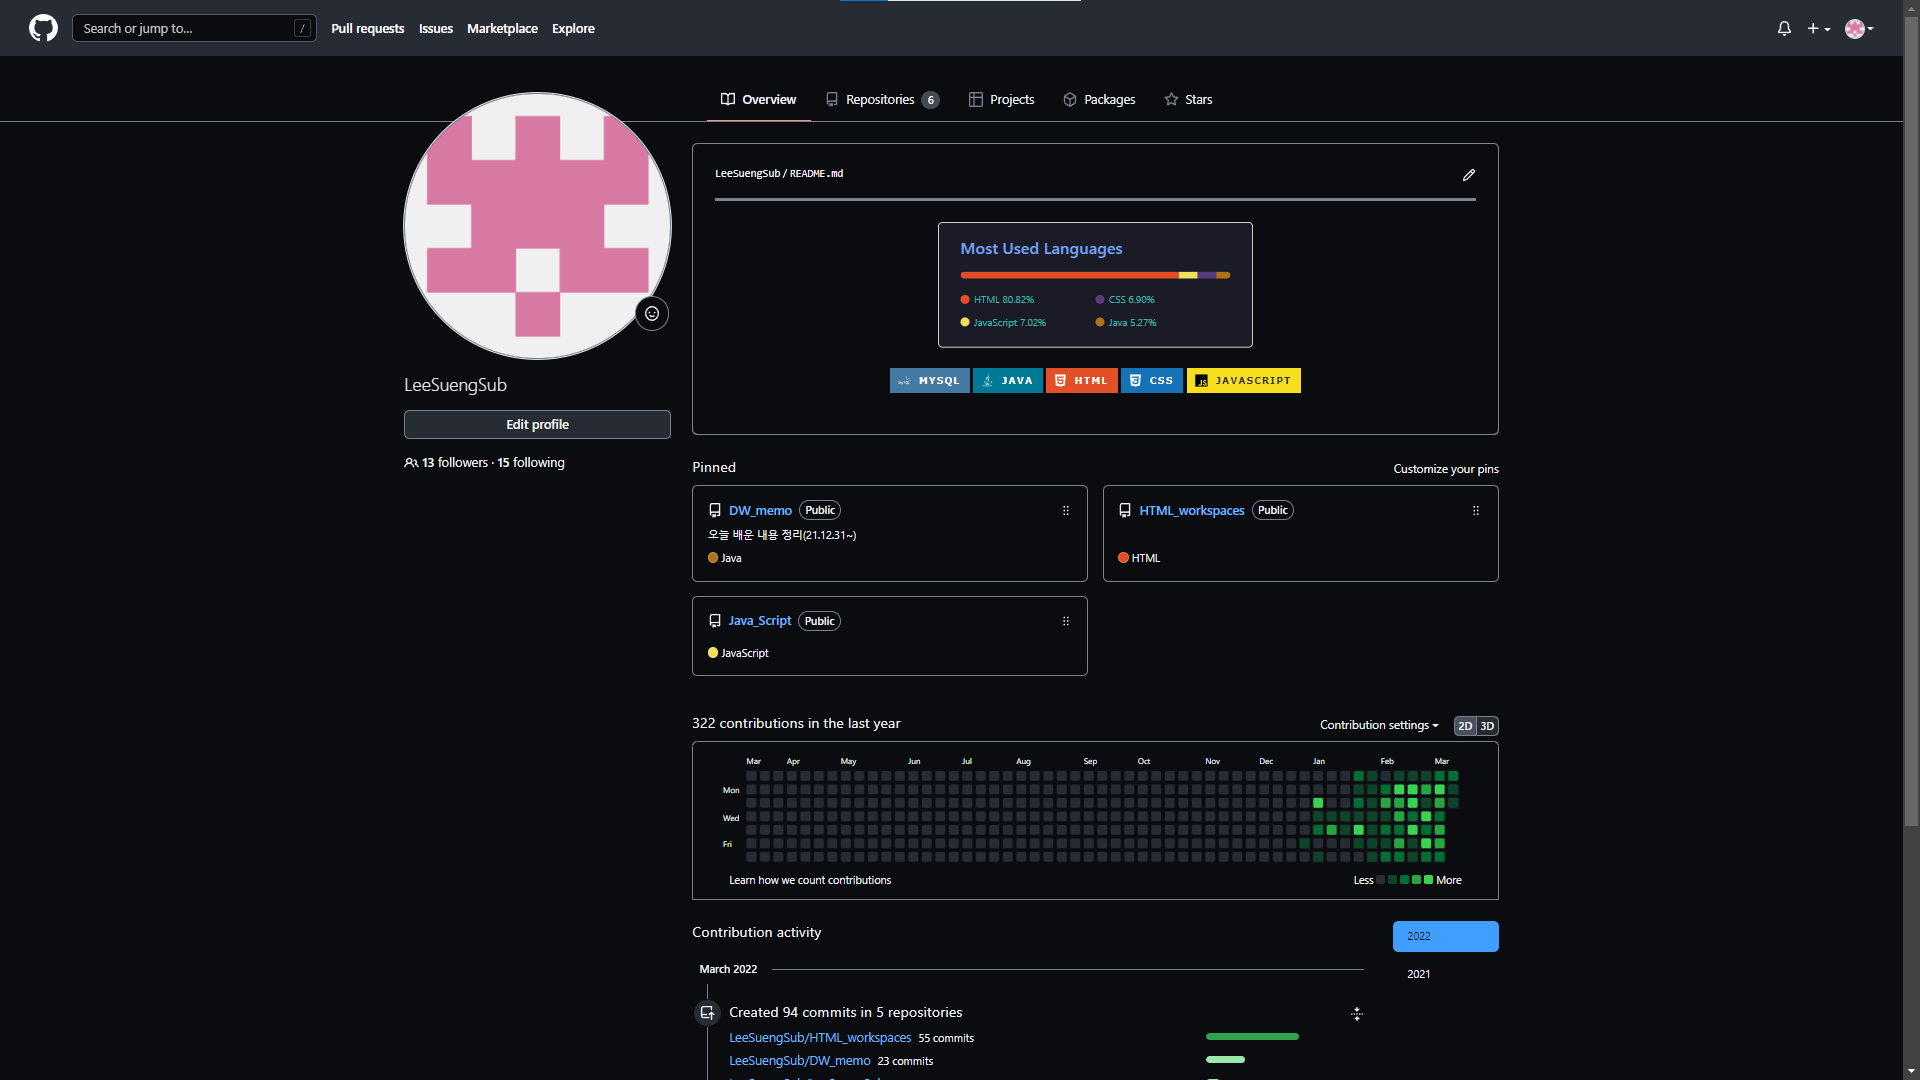 Search or jump to... / Pull requests Issues Marketplace Explore
Overview Repositories 6 Projects Packages Stars
LeeSuengSub / README.md
Most Used Languages
HTML 80.82% CSS 6.90%
JavaScript 7.02% Java 5.27%
MYSQL JAVA HTML CSS JAVASCRIPT
LeeSuengSub
Edit profile
13 followers · 15 following
Pinned Customize your pins
DW_memo Public
오늘 배운 내용 정리(21.12.31~)
Java
HTML_workspaces Public
HTML
Java_Script Public
JavaScript
322 contributions in the last year Contribution settings 2D 3D
Mar Apr May Jun Jul Aug Sep Oct Nov Dec Jan Feb Mar
Mon
Wed
Fri
Learn how we count contributions Less More
Contribution activity
2022
2021
March 2022
Created 94 commits in 5 repositories
LeeSuengSub/HTML_workspaces 55 commits
LeeSuengSub/DW_memo 23 commits